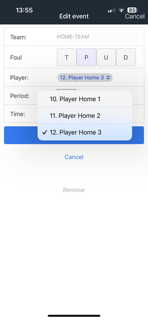 13:55
85
Edit event
Cancel
Team: HOME-TEAM
Foul T P U D
Player: 12. Player Home 3
10. Player Home 1
Period:
11. Player Home 2
Time:
✓ 12. Player Home 3
Cancel
Remove